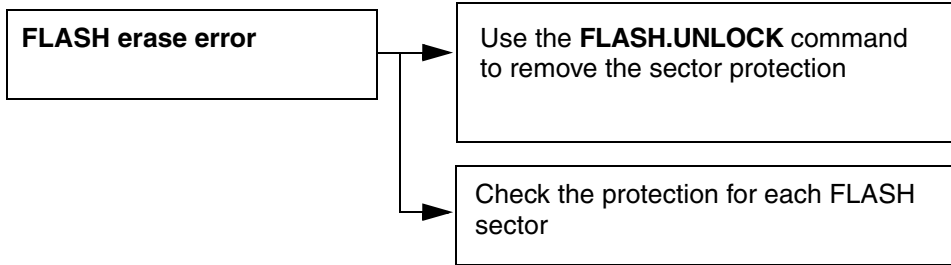 FLASH erase error
Use the FLASH.UNLOCK command
to remove the sector protection
Check the protection for each FLASH
sector